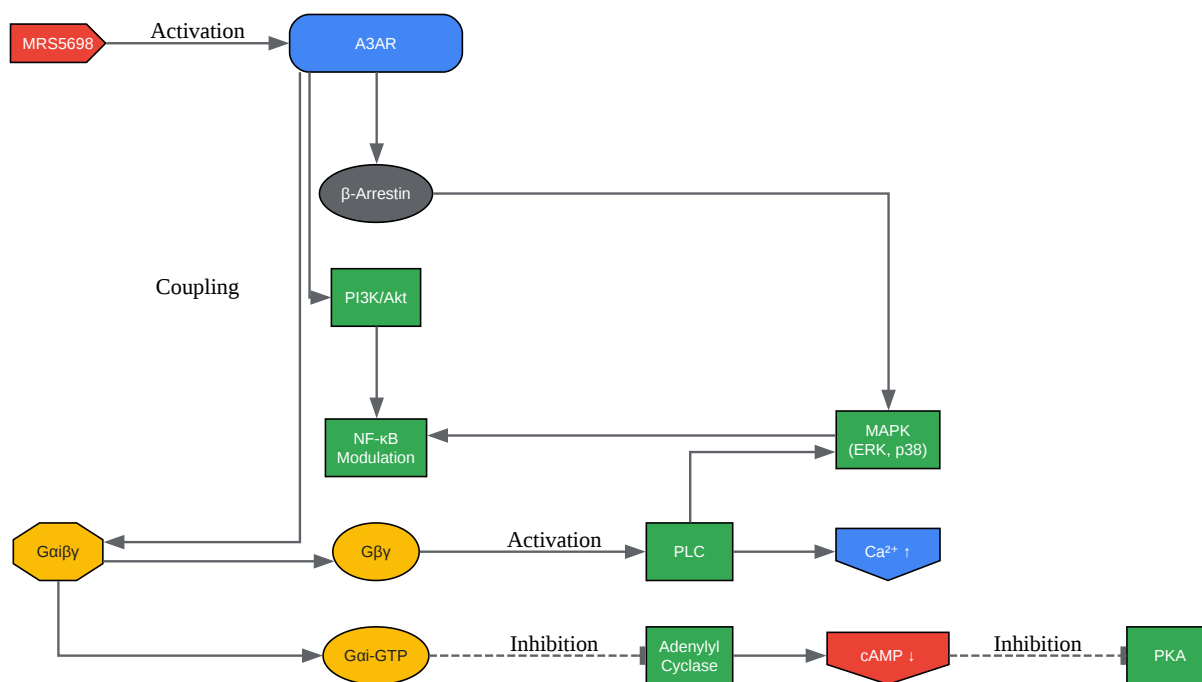 MRS5698
Activation
A3AR
β-Arrestin
Coupling
PI3K/Akt
NF-κB
Modulation
MAPK
(ERK, p38)
Gαiβγ
Gβγ
Activation
PLC
Ca²⁺ ↑
Gαi-GTP
Inhibition
Adenylyl
Cyclase
cAMP ↓
Inhibition
PKA